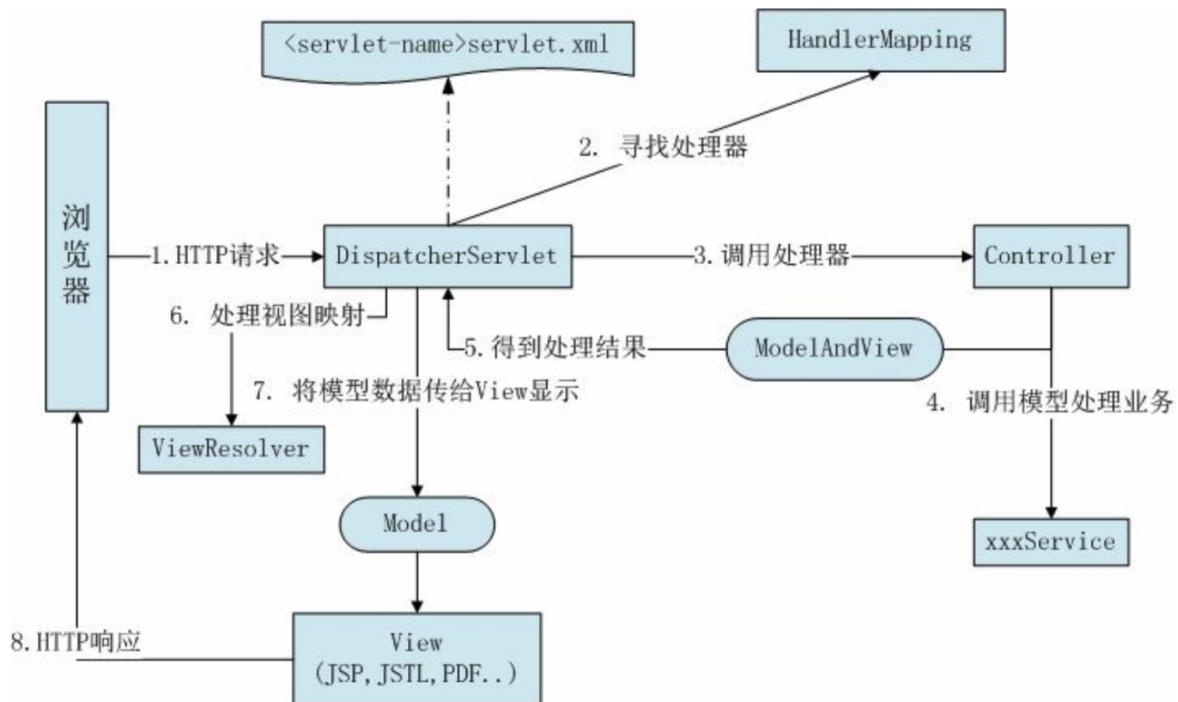 <servlet-name>servlet.xml
HandlerMapping
2. 寻找处理器
浏
览
器
1.HTTP请求
DispatcherServlet
3.调用处理器
Controller
6. 处理视图映射
5.得到处理结果
ModelAndView
7. 将模型数据传给View显示
4. 调用模型处理业务
ViewResolver
Model
xxxService
8.HTTP响应
View
(JSP,JSTL,PDF..)